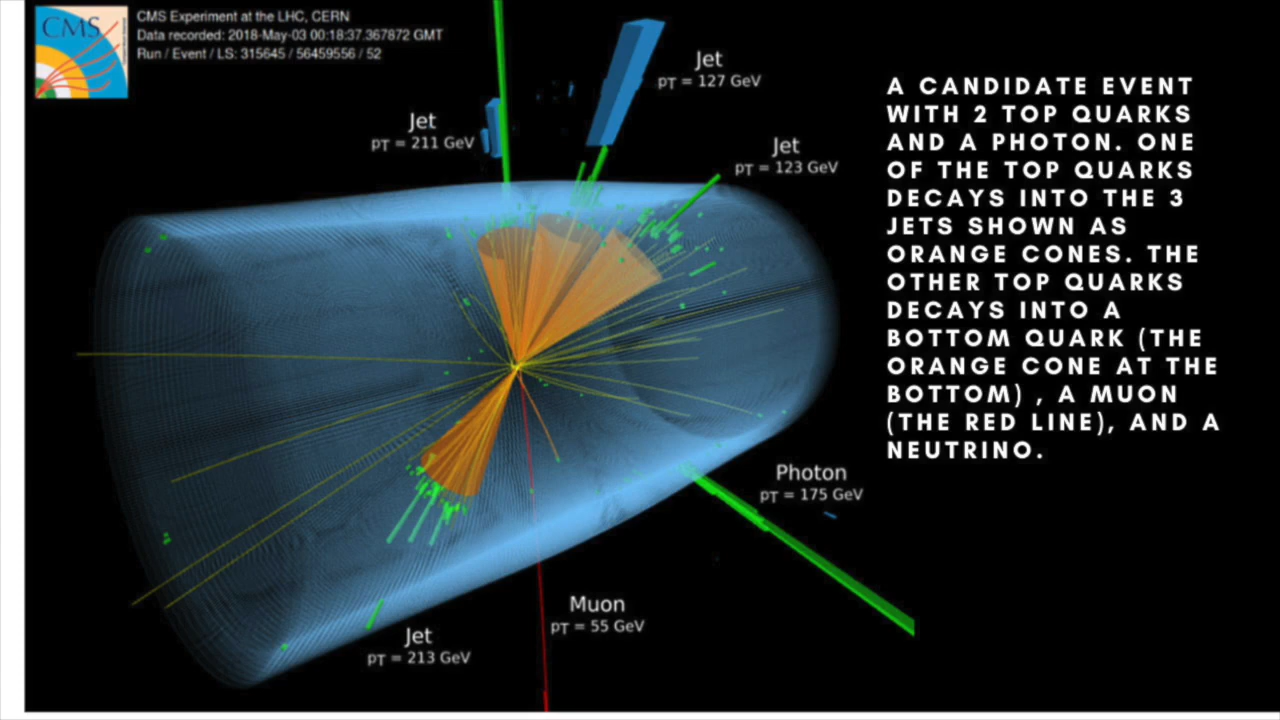 CMS
CMS Experiment at the LHC, CERN
Data recorded: 2018-May-03 00:18:37.367872 GMT
Run / Event / LS: 315645 / 56459556 / 52
Jet
pT = 127 GeV
Jet
pT = 211 GeV
Jet
pT = 123 GeV
Photon
pT = 175 GeV
Muon
pT = 55 GeV
Jet
pT = 213 GeV
A CANDIDATE EVENT
WITH 2 TOP QUARKS
AND A PHOTON. ONE
OF THE TOP QUARKS
DECAYS INTO THE 3
JETS SHOWN AS
ORANGE CONES. THE
OTHER TOP QUARKS
DECAYS INTO A
BOTTOM QUARK (THE
ORANGE CONE AT THE
BOTTOM) , A MUON
(THE RED LINE), AND A
NEUTRINO.